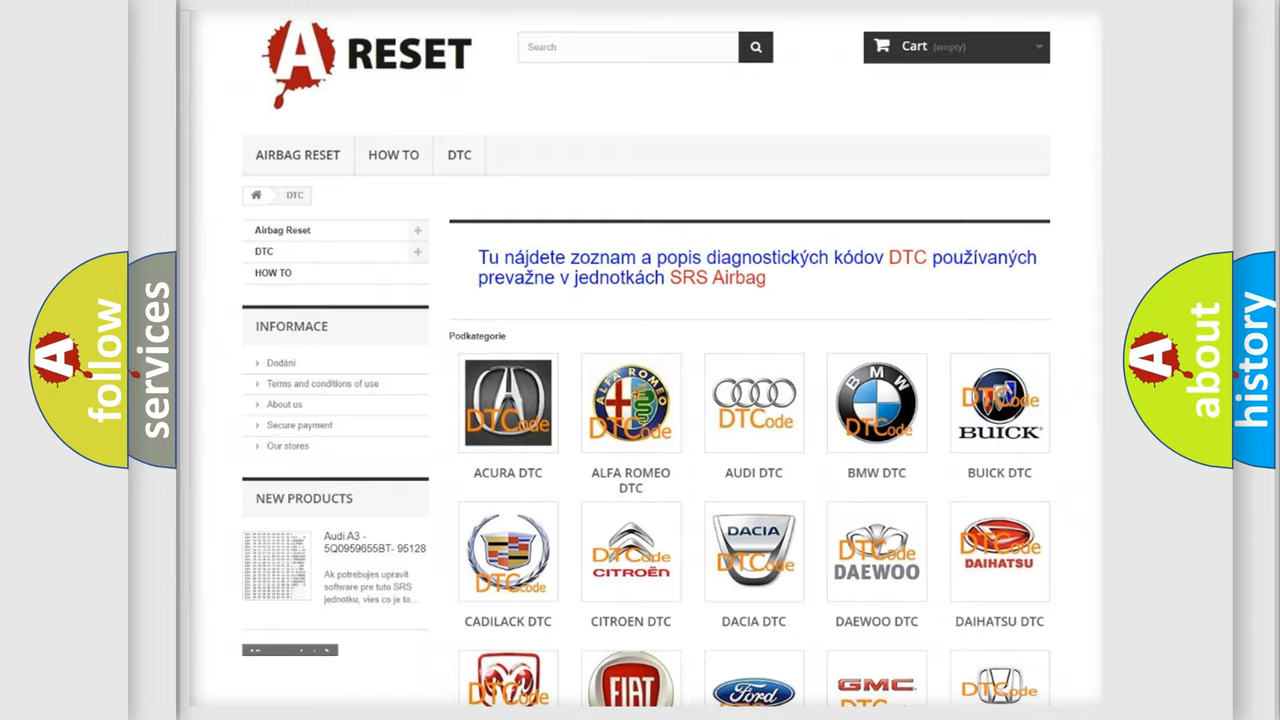 A RESET
Search
Cart (empty)
AIRBAG RESET
HOW TO
DTC
DTC
Airbag Reset
DTC
HOW TO
INFORMACE
Dodání
Terms and conditions of use
About us
Secure payment
Our stores
NEW PRODUCTS
Audi A3 -
5Q0959655BT- 95128
Ak potrebujes upravit
software pre tuto SRS
jednotku, vies co je to...
Tu nájdete zoznam a popis diagnostických kódov DTC používaných
prevažne v jednotkách SRS Airbag
Podkategorie
DTCode
ALFA ROMEO
DTCode
DTCode
BMW
DTCode
DTCode
BUICK
ACURA DTC
ALFA ROMEO
DTC
AUDI DTC
BMW DTC
BUICK DTC
DTCode
DTCode
CITROËN
DACIA
DTCode
DTCode
DAEWOO
DTCode
DAIHATSU
CADILACK DTC
CITROEN DTC
DACIA DTC
DAEWOO DTC
DAIHATSU DTC
DTCode
FIAT
Ford
GMC
DTCode
A follow
services
A about
history